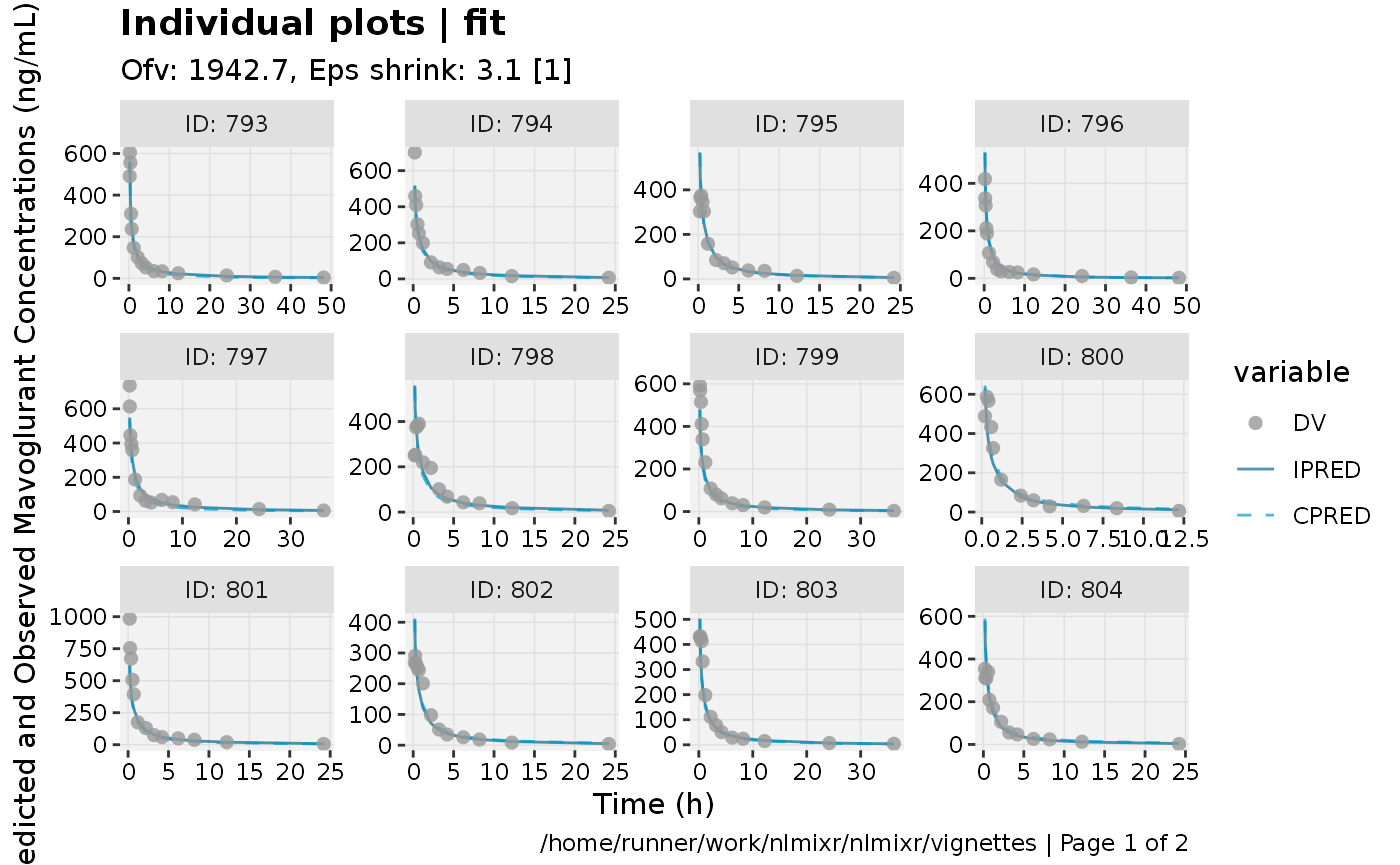 Individual plots | fit
Ofv: 1942.7, Eps shrink: 3.1 [1]
edicted and Observed Mavoglurant Concentrations (ng/mL)
ID: 793
ID: 794
ID: 795
ID: 796
600
400
200
0
600
400
200
0
400
200
0
400
200
0
0 10 20 30 40 50
0 5 10 15 20 25
0 5 10 15 20 25
0 10 20 30 40 50
ID: 797
ID: 798
ID: 799
ID: 800
600
400
200
0
400
200
0
600
400
200
0
600
400
200
0
0 10 20 30
0 5 10 15 20 25
0 10 20 30
0.0 2.5 5.0 7.5 10.0 12.5
ID: 801
ID: 802
ID: 803
ID: 804
1000
750
500
250
0
400
300
200
100
0
500
400
300
200
100
0
600
400
200
0
0 5 10 15 20 25
0 5 10 15 20 25
0 10 20 30
0 5 10 15 20 25
Time (h)
variable
DV
IPRED
CPRED
/home/runner/work/nlmixr/nlmixr/vignettes | Page 1 of 2